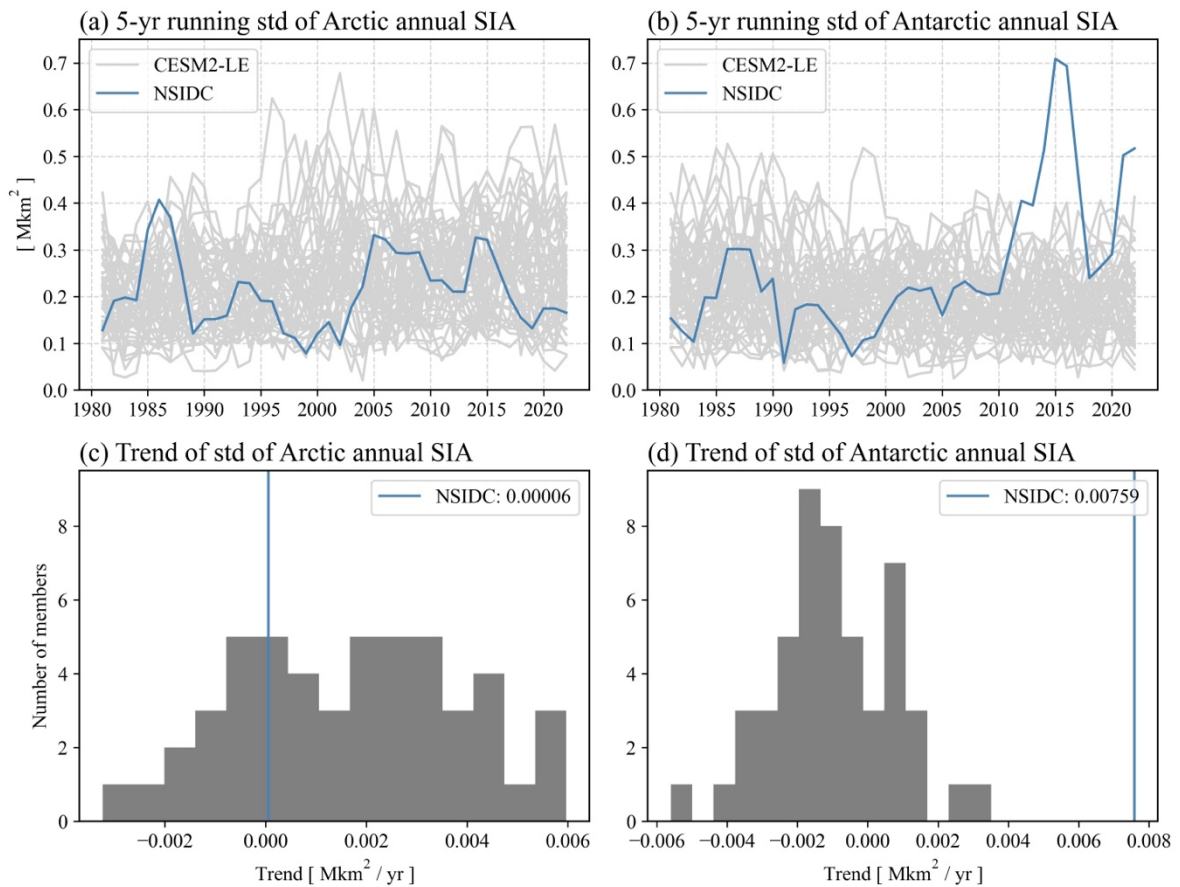 (a) 5-yr running std of Arctic annual SIA
CESM2-LE
NSIDC
[ Mkm² ]
0.7
0.6
0.5
0.4
0.3
0.2
0.1
0.0
1980 1985 1990 1995 2000 2005 2010 2015 2020
(b) 5-yr running std of Antarctic annual SIA
CESM2-LE
NSIDC
0.7
0.6
0.5
0.4
0.3
0.2
0.1
0.0
1980 1985 1990 1995 2000 2005 2010 2015 2020
(c) Trend of std of Arctic annual SIA
NSIDC: 0.00006
Number of members
8
6
4
2
0
−0.002 0.000 0.002 0.004 0.006
Trend [ Mkm² / yr ]
(d) Trend of std of Antarctic annual SIA
NSIDC: 0.00759
8
6
4
2
0
−0.006 −0.004 −0.002 0.000 0.002 0.004 0.006 0.008
Trend [ Mkm² / yr ]